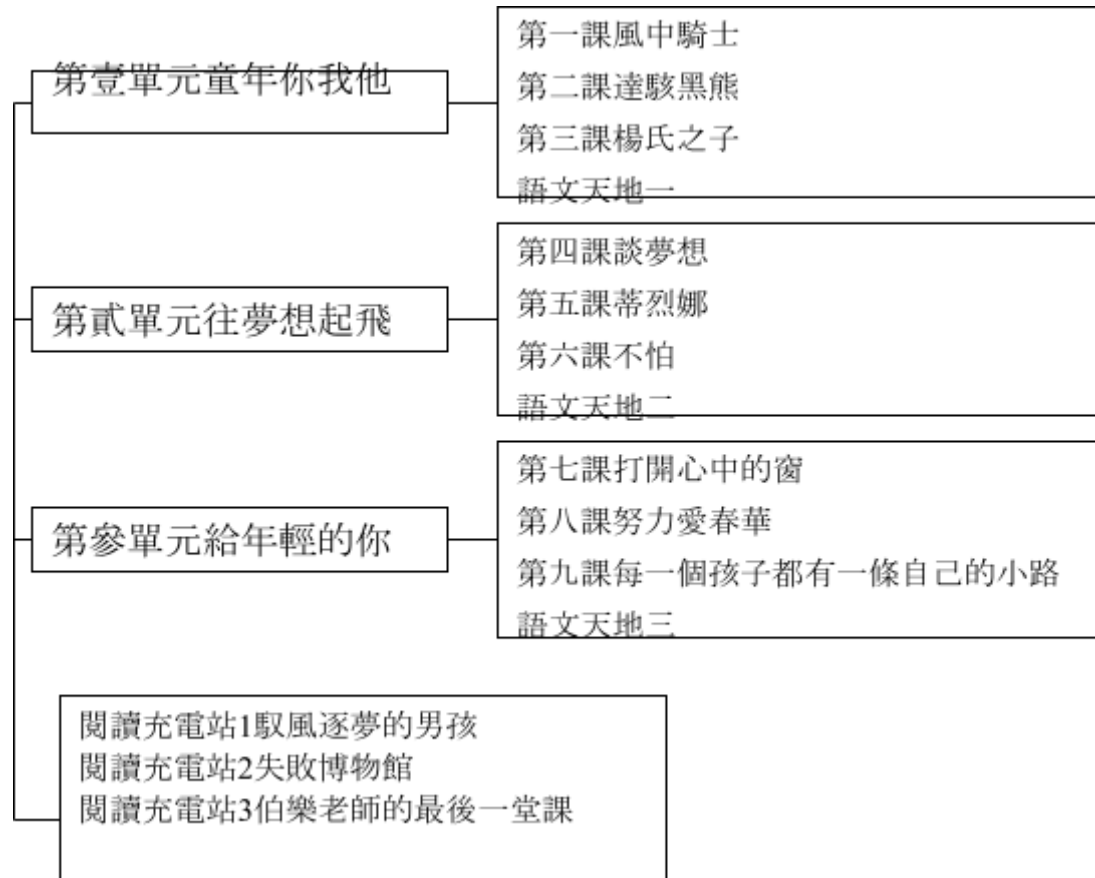 第壹單元童年你我他
第一課風中騎士
第二課達駭黑熊
第三課楊氏之子
語文天地一
第貳單元往夢想起飛
第四課談夢想
第五課蒂烈娜
第六課不怕
語文天地二
第參單元給年輕的你
第七課打開心中的窗
第八課努力愛春華
第九課每一個孩子都有一條自己的小路
語文天地三
閱讀充電站1馭風逐夢的男孩
閱讀充電站2失敗博物館
閱讀充電站3伯樂老師的最後一堂課